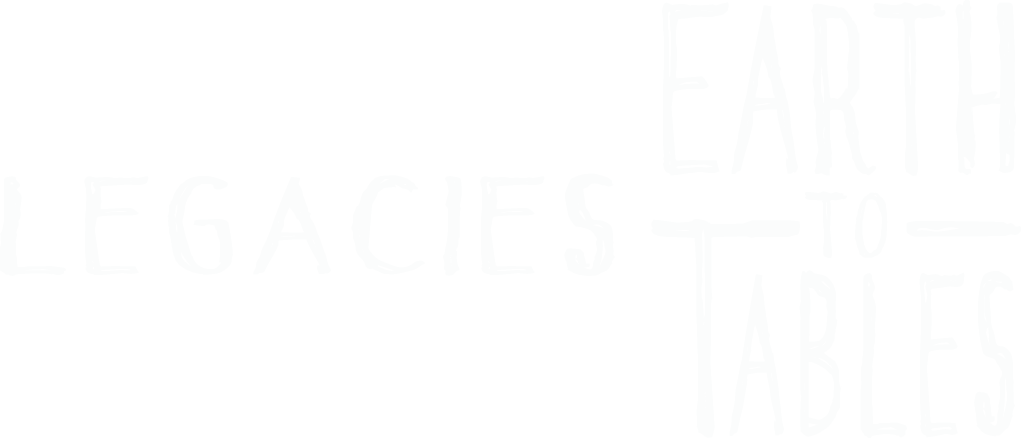 LEGACIES
EARTH
TO
TABLES